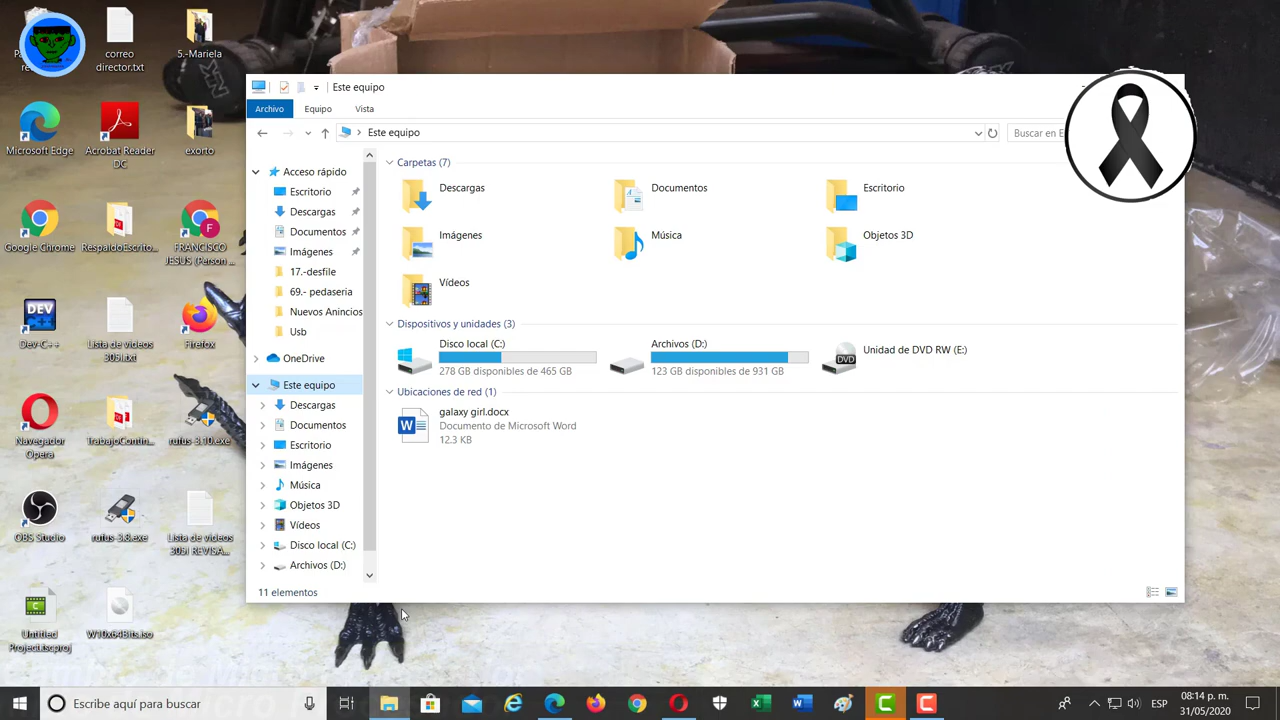 correo
director.txt
5.-Mariela
Microsoft Edge
Acrobat Reader
DC
exorto
Google Chrome
RespaldoEscrito...
FRANCISCO
JESUS (Person ...
Dev-C++
Lista de videos
305i.txt
Firefox
Navegador
Opera
TrabajoContin...
rufus-3.10.exe
OBS Studio
rufus-3.8.exe
Lista de videos
305i REVISA...
Untitled
Project.tscproj
W10x64Bits.iso
Este equipo
Archivo
Equipo
Vista
Este equipo
Buscar en E
Acceso rápido
Escritorio
Descargas
Documentos
Imágenes
17.-desfile
69.- pedaseria
Nuevos Anincios
Usb
OneDrive
Este equipo
Descargas
Documentos
Escritorio
Imágenes
Música
Objetos 3D
Vídeos
Disco local (C:)
Archivos (D:)
Carpetas (7)
Descargas
Documentos
Escritorio
Imágenes
Música
Objetos 3D
Vídeos
Dispositivos y unidades (3)
Disco local (C:)
278 GB disponibles de 465 GB
Archivos (D:)
123 GB disponibles de 931 GB
DVD
Unidad de DVD RW (E:)
Ubicaciones de red (1)
galaxy girl.docx
Documento de Microsoft Word
12.3 KB
11 elementos
Escribe aquí para buscar
ESP
08:14 p. m.
31/05/2020